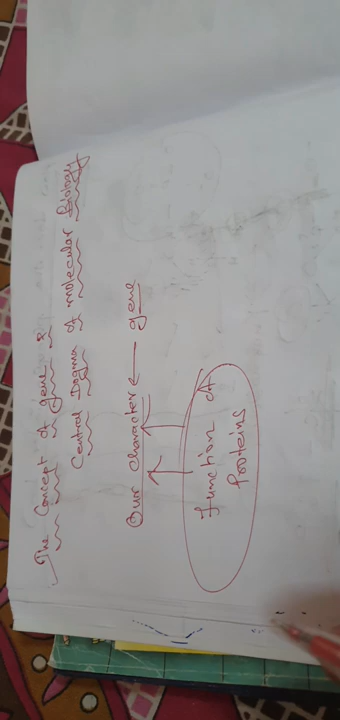 The Concept of gene &
Central Dogma of molecular Biology
Our character ← gene
function of
Proteins